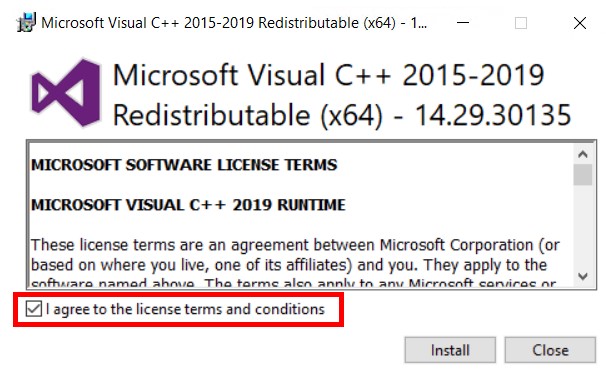 Microsoft Visual C++ 2015-2019 Redistributable (x64) - 1...
Microsoft Visual C++ 2015-2019
Redistributable (x64) - 14.29.30135
MICROSOFT SOFTWARE LICENSE TERMS
MICROSOFT VISUAL C++ 2019 RUNTIME
These license terms are an agreement between Microsoft Corporation (or
based on where you live, one of its affiliates) and you. They apply to the
software named above. The terms also apply to any Microsoft services or
I agree to the license terms and conditions
Install
Close